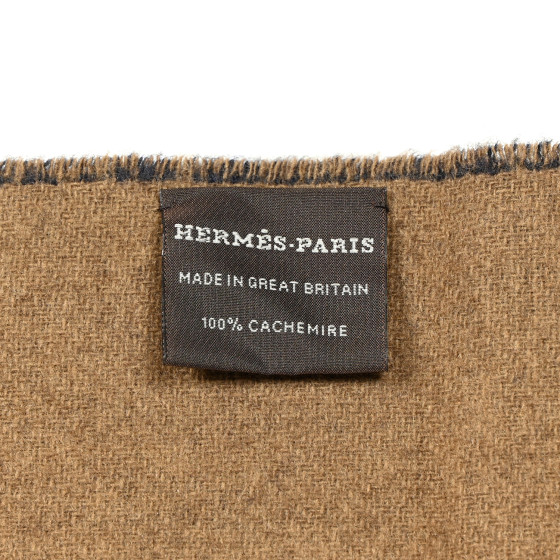 HERMÈS-PARIS
MADE IN GREAT BRITAIN
100% CACHEMIRE